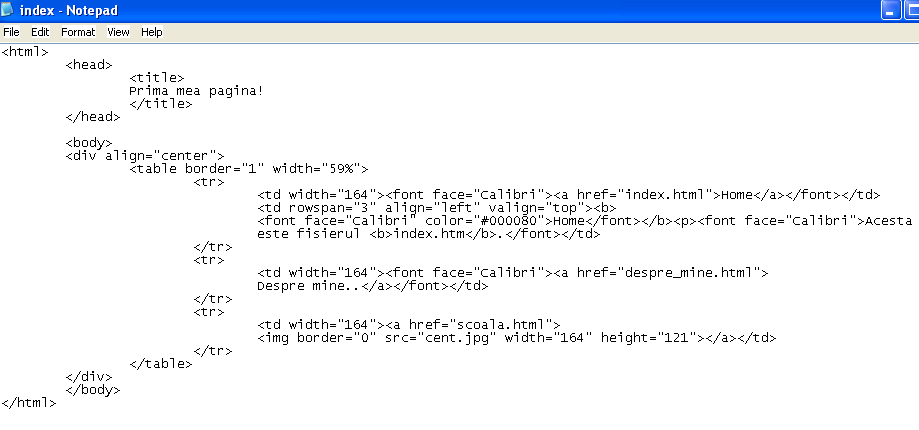 index - Notepad
File Edit Format View Help
<html>
<head>
<title>
Prima mea pagina!
</title>
</head>
<body>
<div align="center">
<table border="1" width="59%">
<tr>
<td width="164"><font face="Calibri"><a href="index.html">Home</a></font></td>
<td rowspan="3" align="left" valign="top"><b>
<font face="Calibri" color="#000080">Home</font></b><p><font face="Calibri">Acesta
este fisierul <b>index.htm</b>.</font></td>
</tr>
<tr>
<td width="164"><font face="Calibri"><a href="despre_mine.html">
Despre mine..</a></font></td>
</tr>
<tr>
<td width="164"><a href="scoala.html">
<img border="0" src="cent.jpg" width="164" height="121"></a></td>
</tr>
</table>
</div>
</body>
</html>